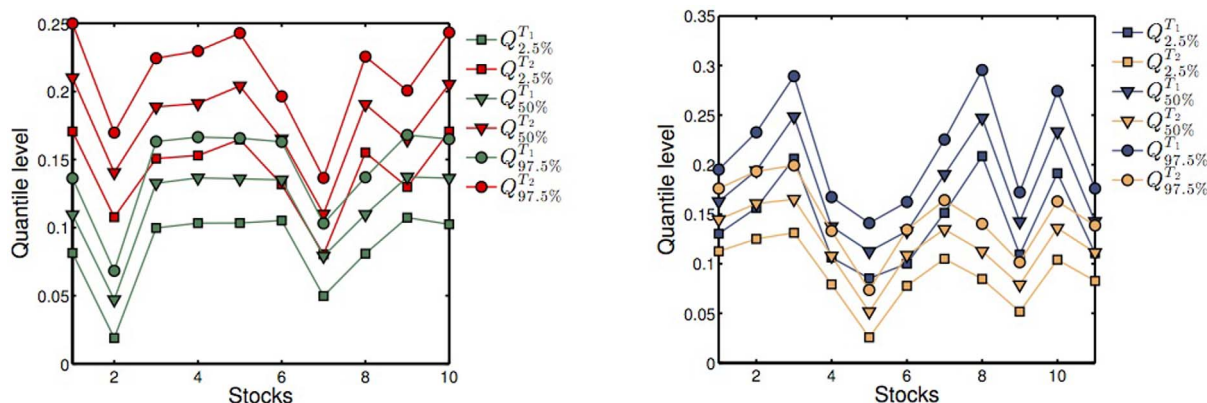 0.25
0.2
0.15
0.1
0.05
0
2 4 6 8 10
Quantile level
Stocks
Q^{T_1}_{2.5%}
Q^{T_2}_{2.5%}
Q^{T_1}_{50%}
Q^{T_2}_{50%}
Q^{T_1}_{97.5%}
Q^{T_2}_{97.5%}
0.35
0.3
0.25
0.2
0.15
0.1
0.05
0
2 4 6 8 10
Quantile level
Stocks
Q^{T_1}_{2.5%}
Q^{T_2}_{2.5%}
Q^{T_1}_{50%}
Q^{T_2}_{50%}
Q^{T_1}_{97.5%}
Q^{T_2}_{97.5%}